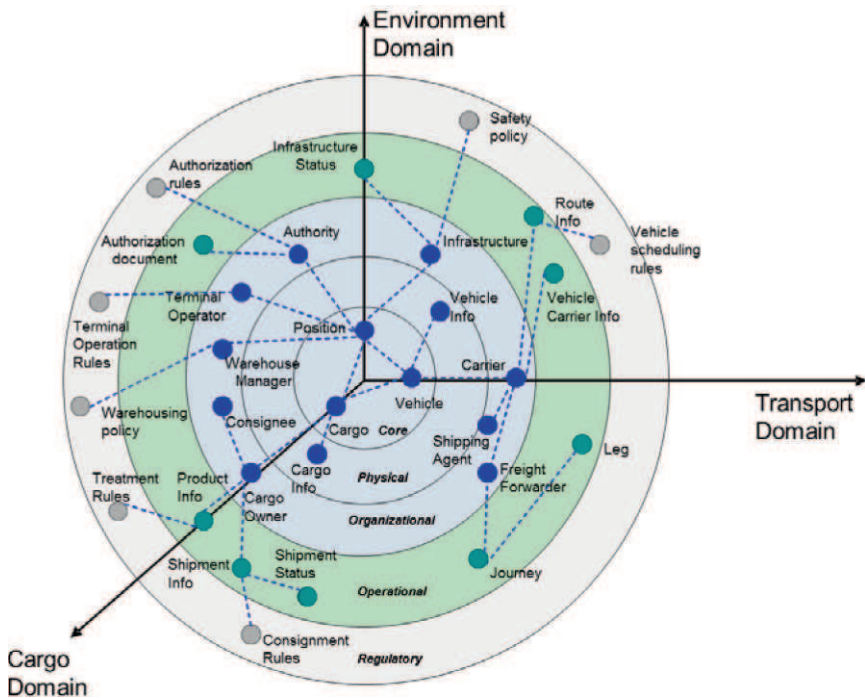 Environment
Domain
Safety
policy
Infrastructure
Status
Authorization
rules
Route
Info
Vehicle
scheduling
rules
Authority
Infrastructure
Authorization
document
Vehicle
Carrier Info
Terminal
Operator
Vehicle
Info
Terminal
Operation
Rules
Position
Warehouse
Manager
Carrier
Vehicle
Transport
Domain
Warehousing
policy
Consignee
Cargo
Core
Shipping
Agent
Leg
Treatment
Rules
Product
Info
Cargo
Owner
Cargo
Info
Physical
Freight
Forwarder
Organizational
Shipment
Info
Shipment
Status
Operational
Journey
Cargo
Domain
Consignment
Rules
Regulatory